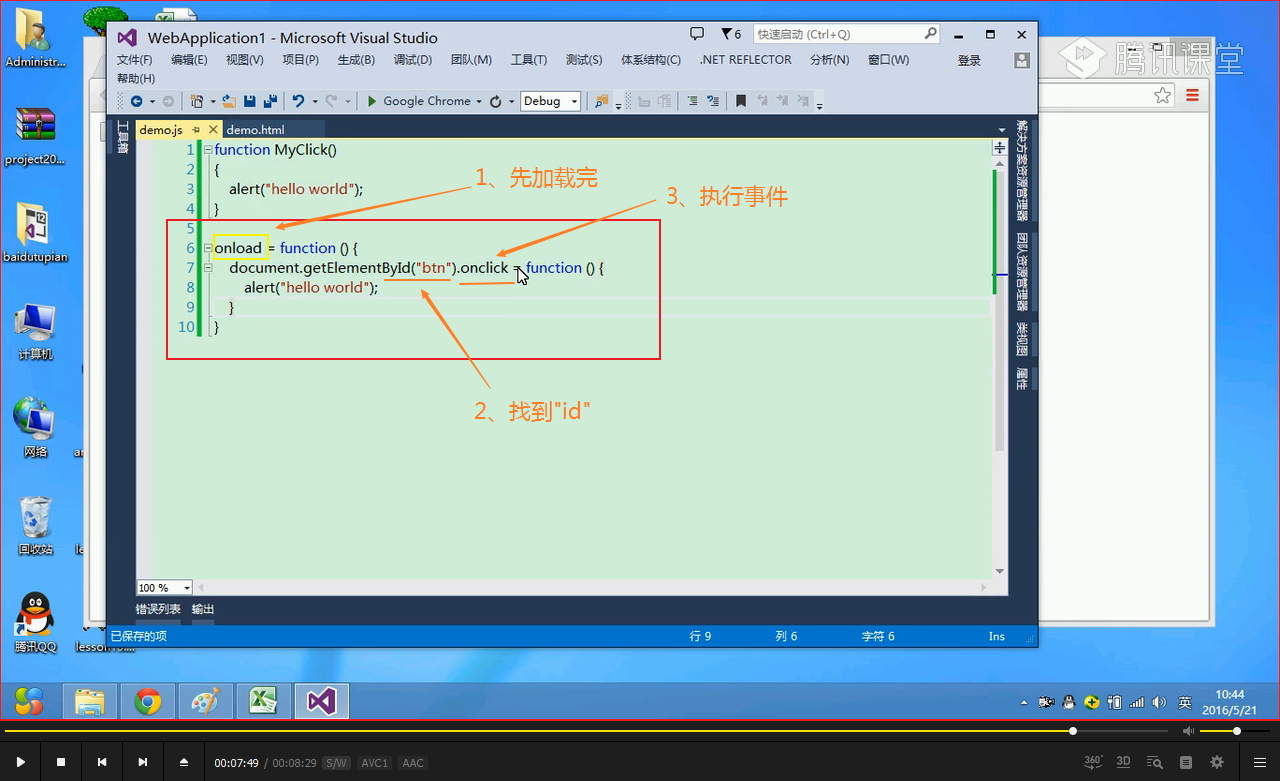 Administr...
project20...
baidutupian
计算机
网络
回收站
腾讯QQ
腾讯课堂
WebApplication1 - Microsoft Visual Studio
6
快速启动 (Ctrl+Q)
文件(F) 编辑(E) 视图(V) 项目(P) 生成(B) 调试(D) 团队(M) 工具(T) 测试(S) 体系结构(C) .NET REFLECTOR 分析(N) 窗口(W) 登录
帮助(H)
Google Chrome Debug
工具箱
demo.js demo.html
1 function MyClick()
2 {
3 alert("hello world");
4 }
5
6 onload = function () {
7 document.getElementById("btn").onclick = function () {
8 alert("hello world");
9 }
10 }
1、先加载完
3、执行事件
2、找到"id"
解决方案资源管理器
团队资源管理器
类视图
属性
100 %
错误列表 输出
已保存的项 行 9 列 6 字符 6 Ins
英
10:44
2016/5/21
00:07:49 / 00:08:29 S/W AVC1 AAC
360° 3D